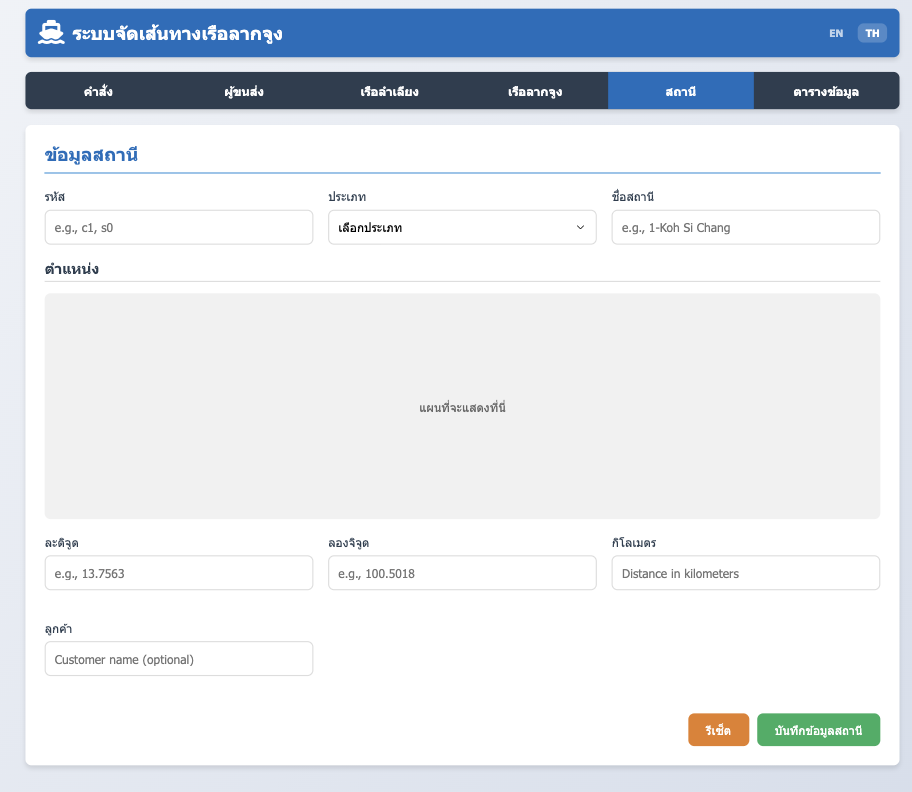 ระบบจัดเส้นทางเรือลากจูง
EN TH
คำสั่ง ผู้ขนส่ง เรือลำเลียง เรือลากจูง สถานี ตารางข้อมูล
ข้อมูลสถานี
รหัส ประเภท ชื่อสถานี
e.g., c1, s0 เลือกประเภท e.g., 1-Koh Si Chang
ตำแหน่ง
แผนที่จะแสดงที่นี่
ละติจูด ลองจิจูด กิโลเมตร
e.g., 13.7563 e.g., 100.5018 Distance in kilometers
ลูกค้า
Customer name (optional)
รีเซ็ต บันทึกข้อมูลสถานี